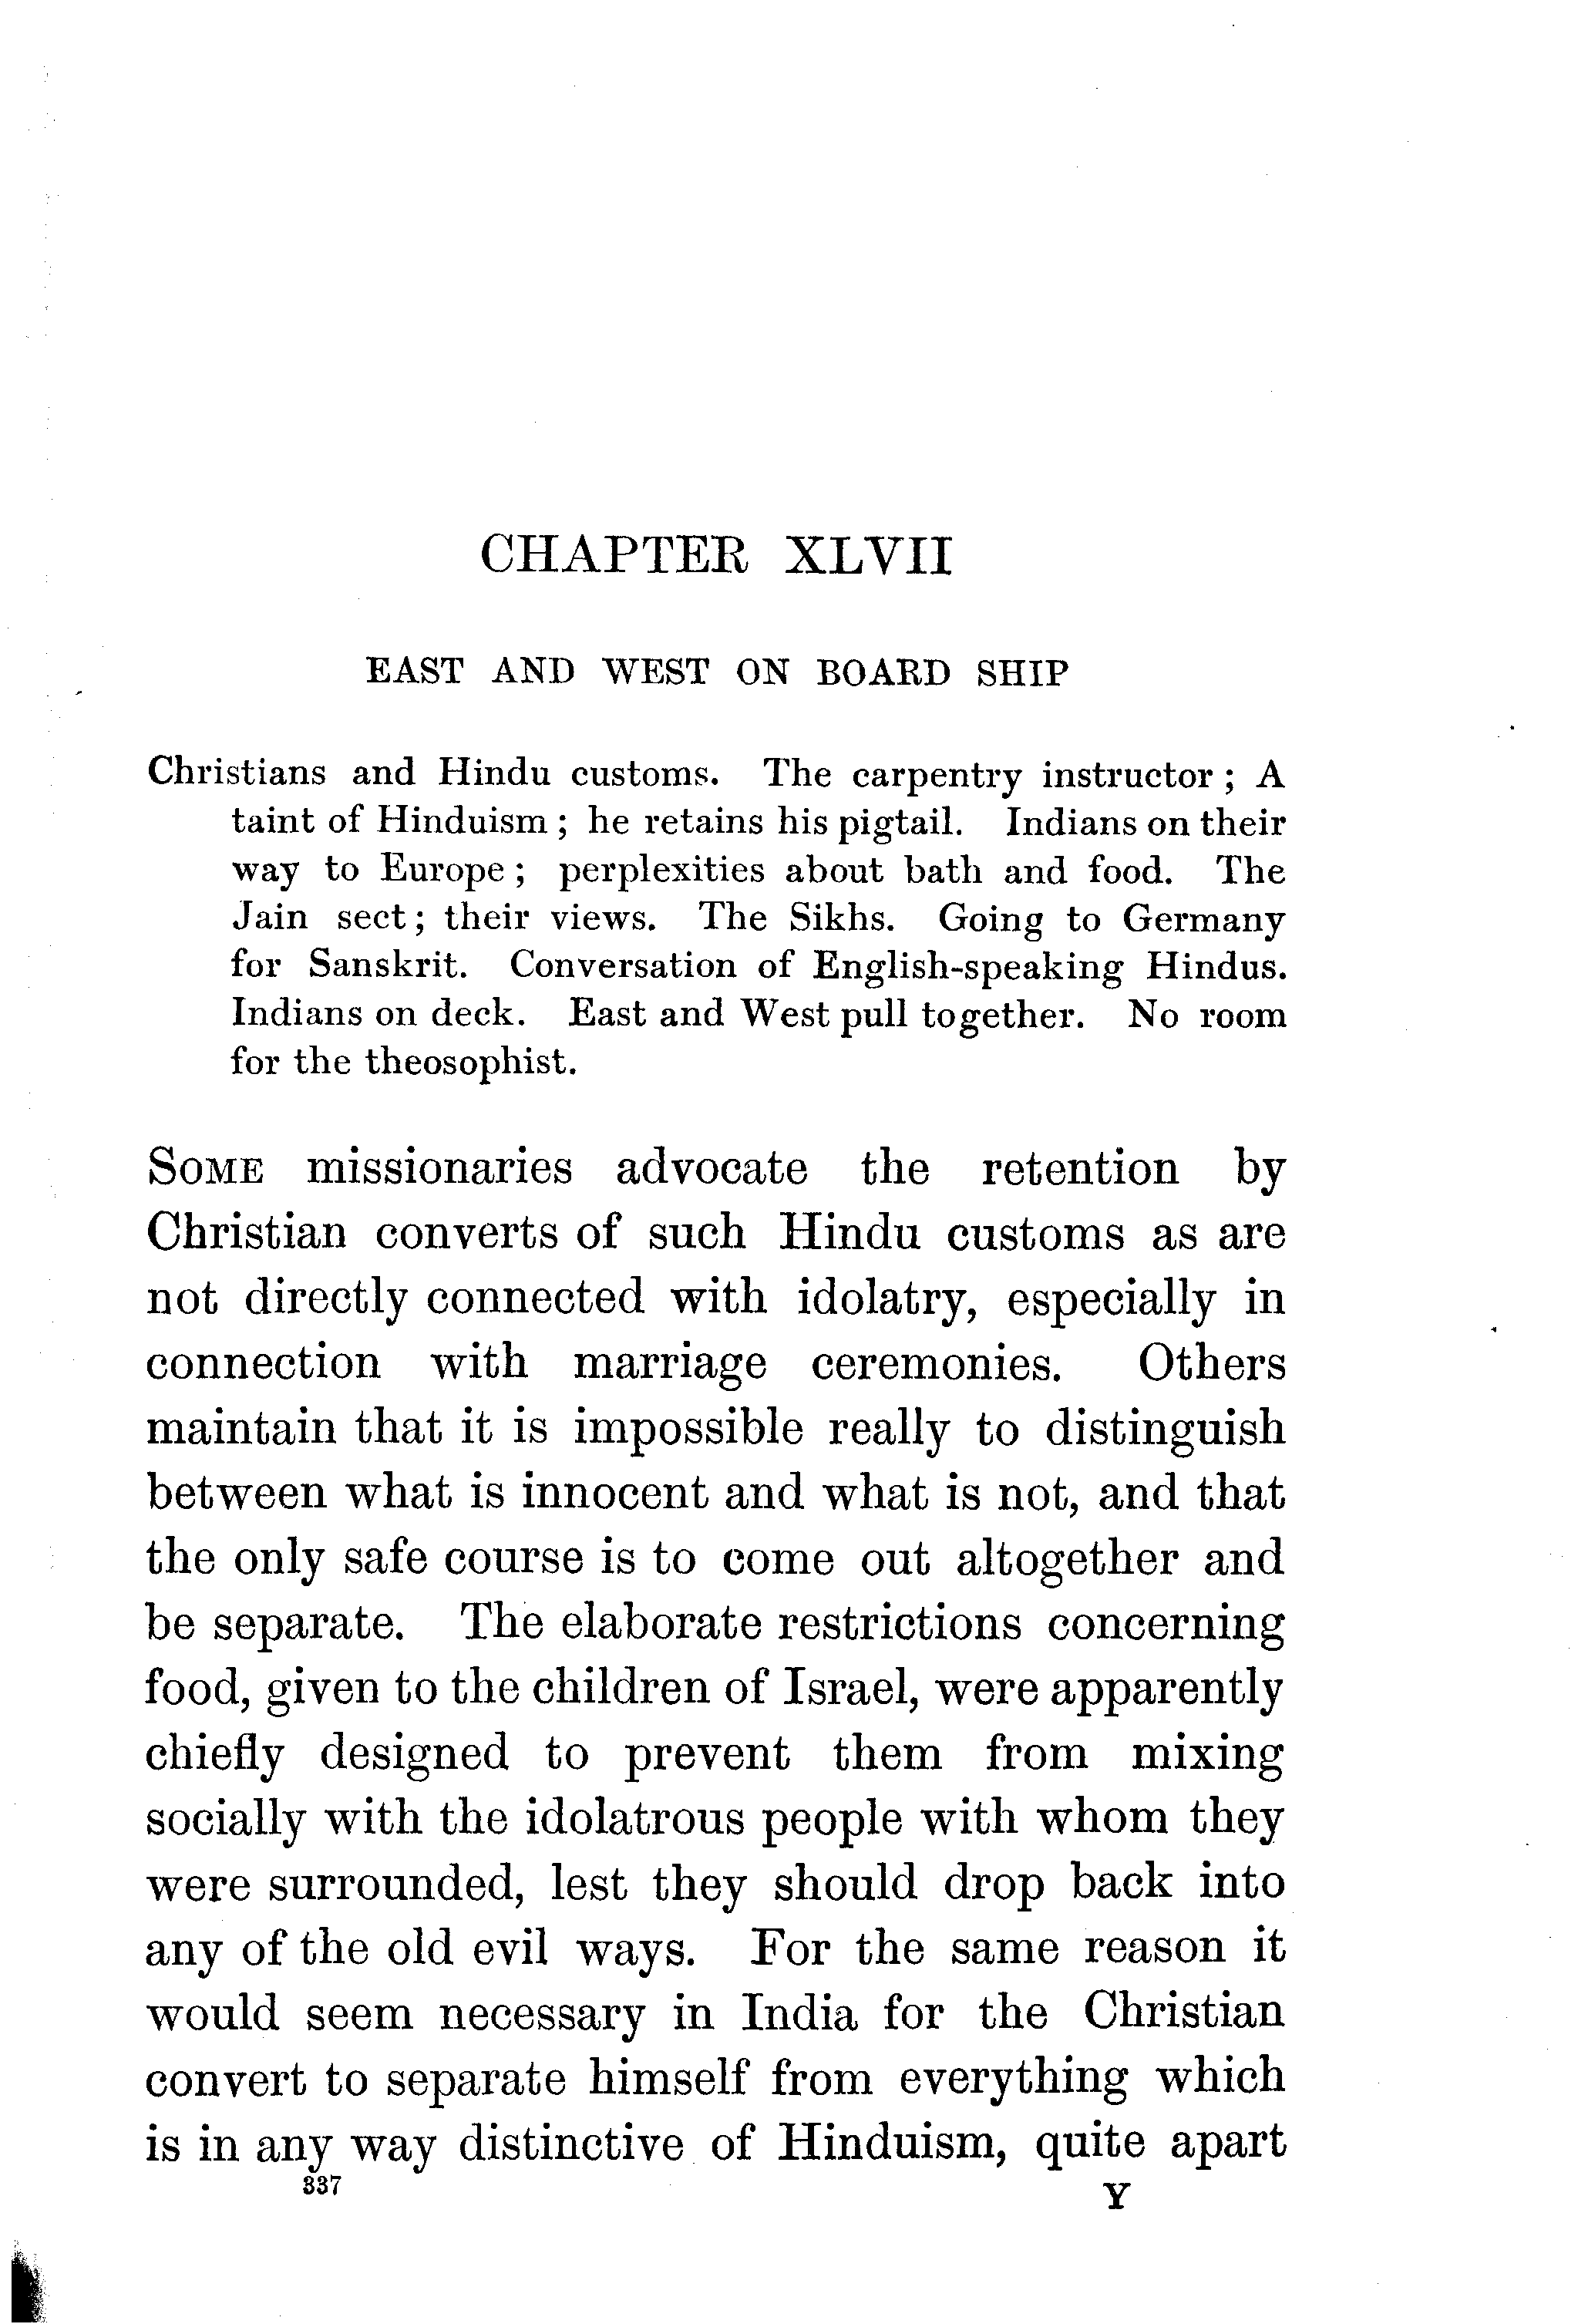 CHAPTER XLVII
EAST AND WEST ON BOARD SHIP
Christians and Hindu customs. The carpentry instructor ; A
taint of Hinduism ; he retains his pigtail. Indians on their
way to Europe ; perplexities about bath and food. The
Jain sect ; their views. The Sikhs. Going to Germany
for Sanskrit. Conversation of English-speaking Hindus.
Indians on deck. East and West pull together. No room
for the theosophist.
SOME missionaries advocate the retention by
Christian converts of such Hindu customs as are
not directly connected with idolatry, especially in
connection with marriage ceremonies. Others
maintain that it is impossible really to distinguish
between what is innocent and what is not, and that
the only safe course is to come out altogether and
be separate. The elaborate restrictions concerning
food, given to the children of Israel, were apparently
chiefly designed to prevent them from mixing
socially with the idolatrous people with whom they
were surrounded, lest they should drop back into
any of the old evil ways. For the same reason it
would seem necessary in India for the Christian
convert to separate himself from everything which
is in any way distinctive of Hinduism, quite apart
337 Y